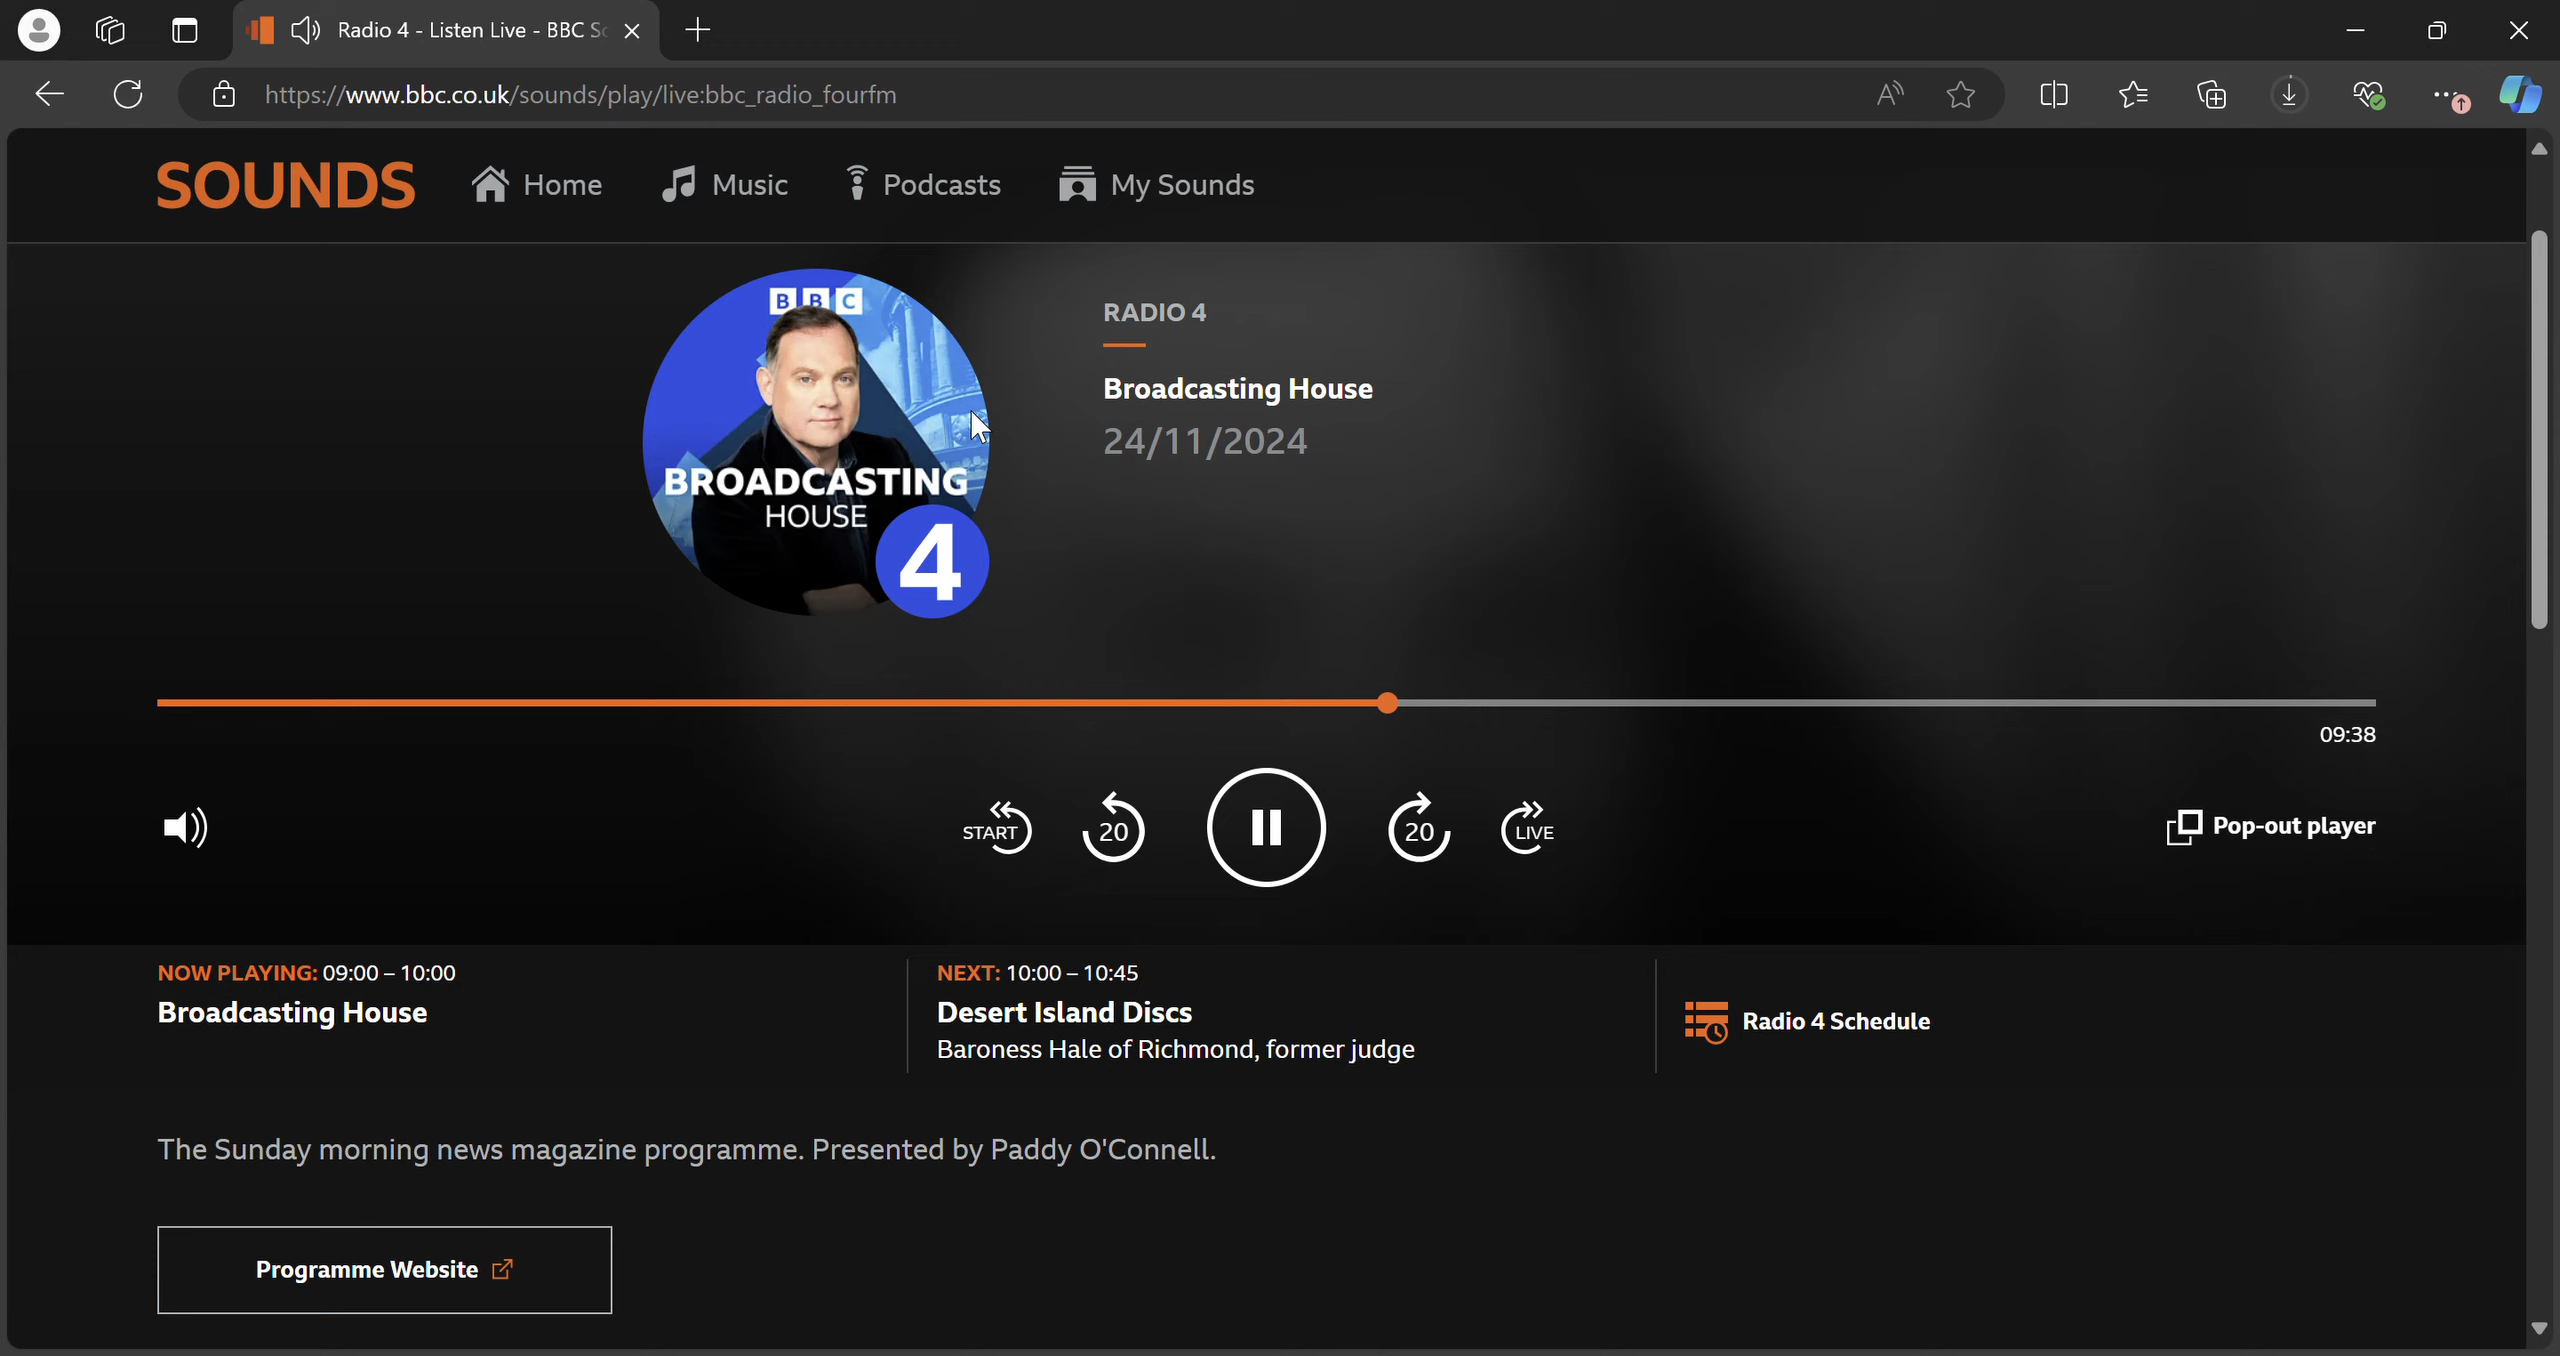 Radio 4 - Listen Live - BBC
https://www.bbc.co.uk/sounds/play/live:bbc_radio_fourfm
SOUNDS
Home
Music
Podcasts
My Sounds
BBC
BROADCASTING
HOUSE
4
RADIO 4
Broadcasting House
24/11/2024
09:38
START
20
20
LIVE
Pop-out player
NOW PLAYING: 09:00 – 10:00
Broadcasting House
NEXT: 10:00 – 10:45
Desert Island Discs
Baroness Hale of Richmond, former judge
Radio 4 Schedule
The Sunday morning news magazine programme. Presented by Paddy O'Connell.
Programme Website